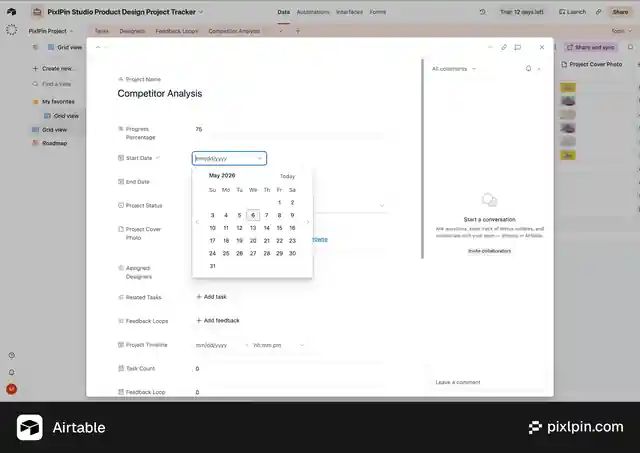 PixlPin Studio Product Design Project Tracker
Data Automations Interfaces Forms
Trial: 12 days left
Launch
Share
PixlPin Project
Tasks Designers Feedback Loops Competitor Analysis
Tools
Grid view
Share and sync
Create new...
Find a view
My favorites
Grid view
Grid view
Roadmap
Project Name
Competitor Analysis
Progress
Percentage
75
Start Date
mm/dd/yyyy
End Date
Project Status
Project Cover
Photo
browse
May 2026
Today
Su Mo Tu We Th Fr Sa
1 2
3 4 5 6 7 8 9
10 11 12 13 14 15 16
17 18 19 20 21 22 23
24 25 26 27 28 29 30
31
Assigned
Designers
Related Tasks
+ Add task
Feedback Loops
+ Add feedback
Project Timeline
mm/dd/yyyy
hh:mm pm
Task Count
0
Feedback Loop
0
All comments
Start a conversation
Invite collaborators
Leave a comment
Project Cover Photo
Airtable
pixlpin.com